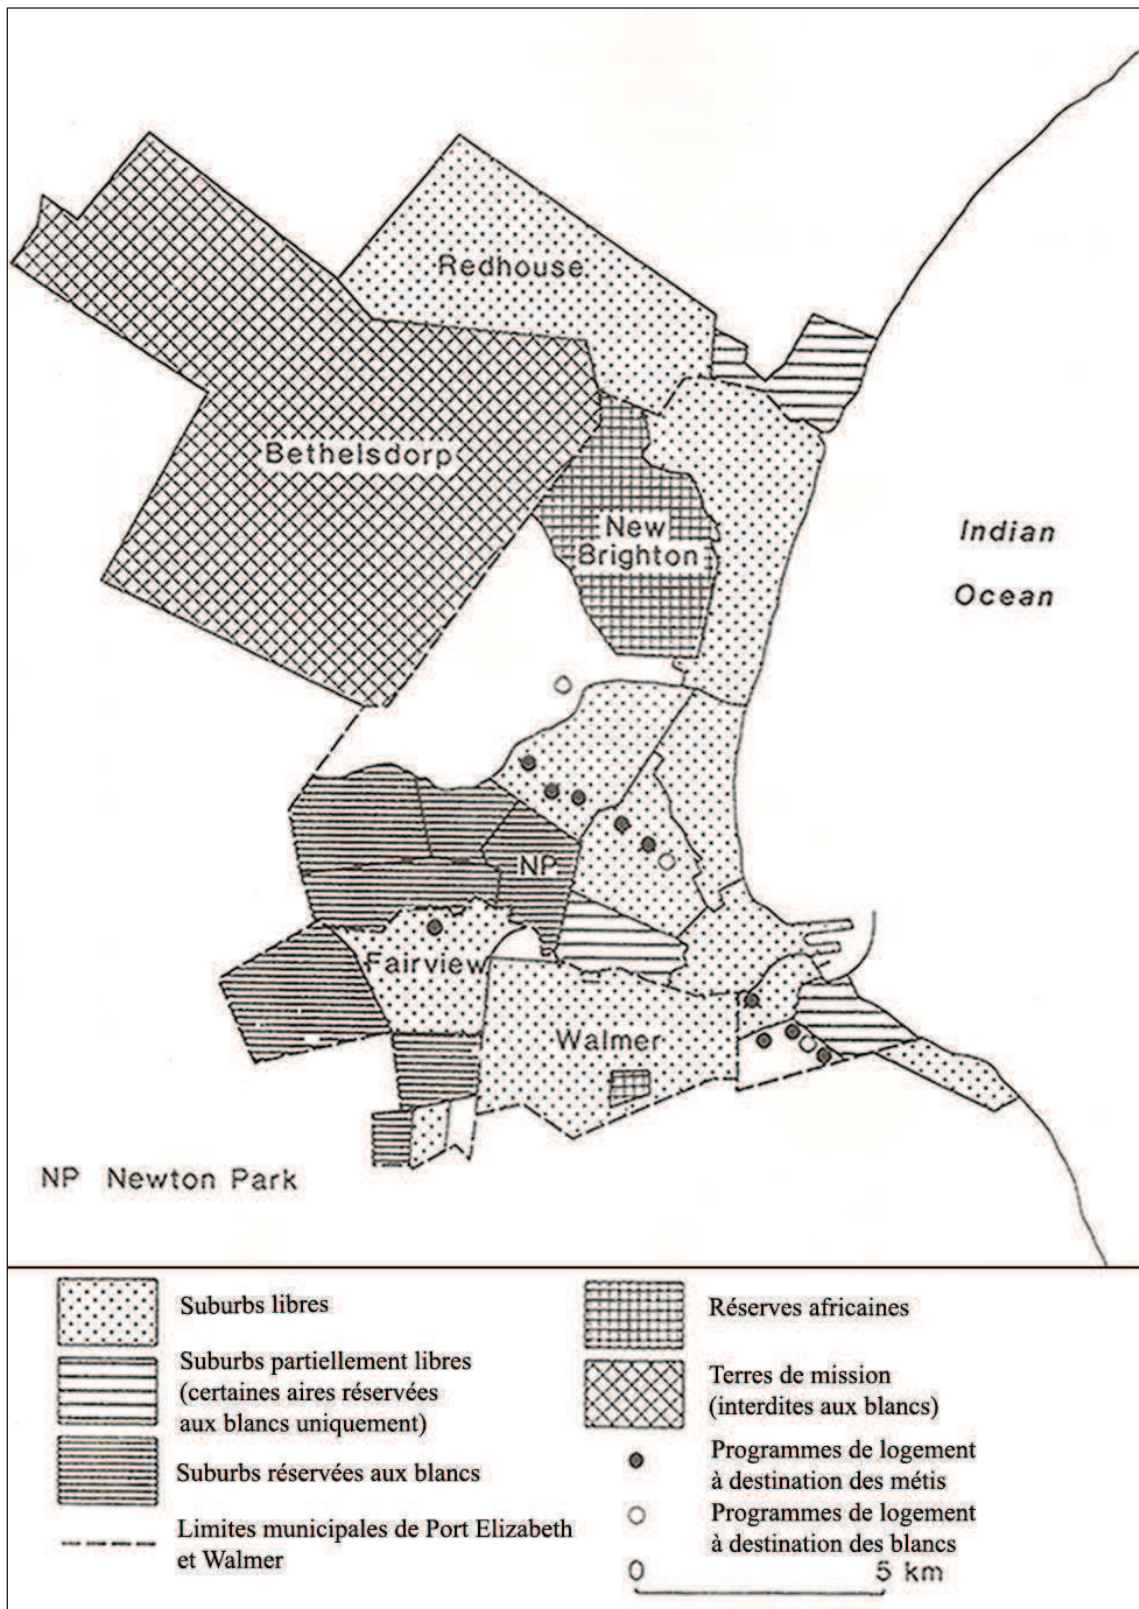 Redhouse
Bethelsdorp
New
Brighton
Indian
Ocean
NP
Fairview
Walmer
NP Newton Park
Suburbs libres
Suburbs partiellement libres
(certaines aires réservées
aux blancs uniquement)
Suburbs réservées aux blancs
Limites municipales de Port Elizabeth
et Walmer
Réserves africaines
Terres de mission
(interdites aux blancs)
Programmes de logement
à destination des métis
Programmes de logement
à destination des blancs
0 5 km